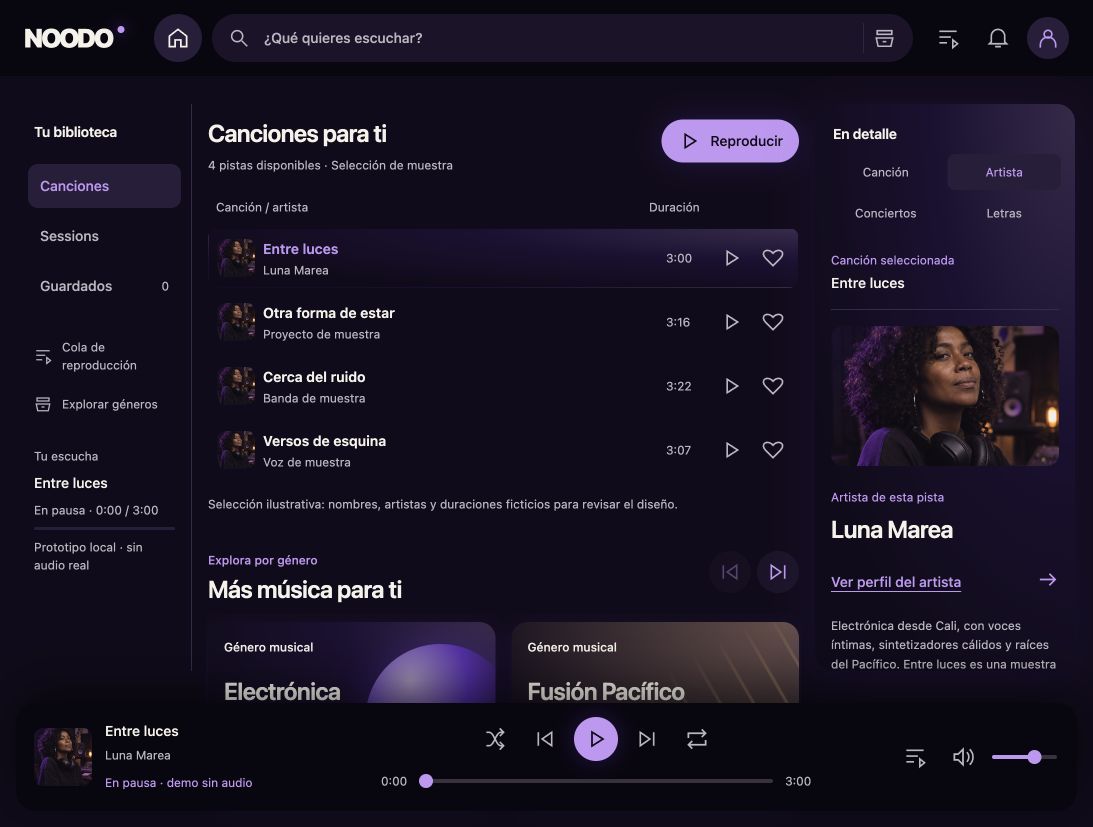 NOODO
¿Qué quieres escuchar?
Tu biblioteca
Canciones
Sessions
Guardados 0
Cola de
reproducción
Explorar géneros
Tu escucha
Entre luces
En pausa · 0:00 / 3:00
Prototipo local · sin
audio real
Canciones para ti
4 pistas disponibles · Selección de muestra
Reproducir
Canción / artista Duración
Entre luces
Luna Marea
3:00
Otra forma de estar
Proyecto de muestra
3:16
Cerca del ruido
Banda de muestra
3:22
Versos de esquina
Voz de muestra
3:07
Selección ilustrativa: nombres, artistas y duraciones ficticios para revisar el diseño.
Explora por género
Más música para ti
Género musical
Electrónica
Género musical
Fusión Pacífico
En detalle
Canción Artista
Conciertos Letras
Canción seleccionada
Entre luces
Artista de esta pista
Luna Marea
Ver perfil del artista
Electrónica desde Cali, con voces
íntimas, sintetizadores cálidos y raíces
del Pacífico. Entre luces es una muestra
Entre luces
Luna Marea
En pausa · demo sin audio
0:00 3:00